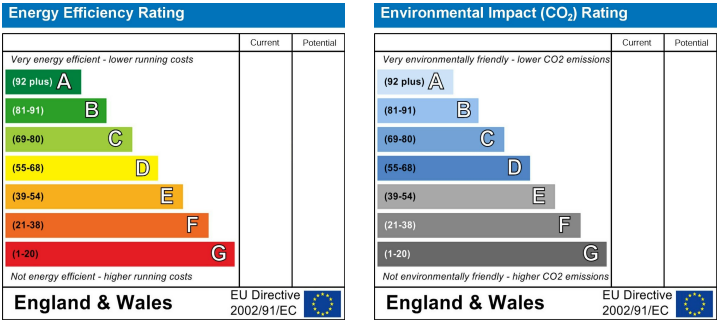 Energy Efficiency Rating
Current Potential
Very energy efficient - lower running costs
(92 plus) A
(81-91) B
(69-80) C
(55-68) D
(39-54) E
(21-38) F
(1-20) G
Not energy efficient - higher running costs
England & Wales
EU Directive
2002/91/EC
Environmental Impact (CO₂) Rating
Current Potential
Very environmentally friendly - lower CO2 emissions
(92 plus) A
(81-91) B
(69-80) C
(55-68) D
(39-54) E
(21-38) F
(1-20) G
Not environmentally friendly - higher CO2 emissions
England & Wales
EU Directive
2002/91/EC